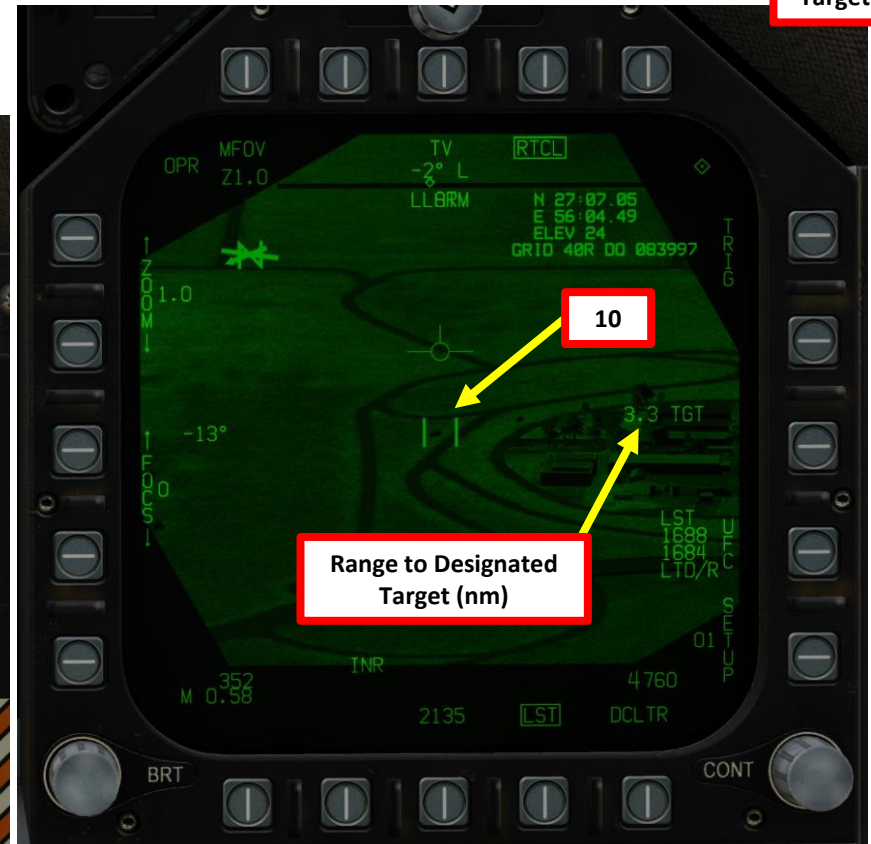 Target
MFOV
TV
RTCL
OPR
Z1.0
-2° L
N 27:07.05
E 56:04.49
ELEV 24
GRID 40R DO 083997
TRIG
↑ ZOOM ↓
1.0
10
3.3 TGT
-13°
↑ FOCS ↓
0
Range to Designated
Target (nm)
LST
1688
1684
LTD/R
UFC
SETUP
01
INR
352
M 0.58
4760
2135
LST
DCLTR
BRT
CONT